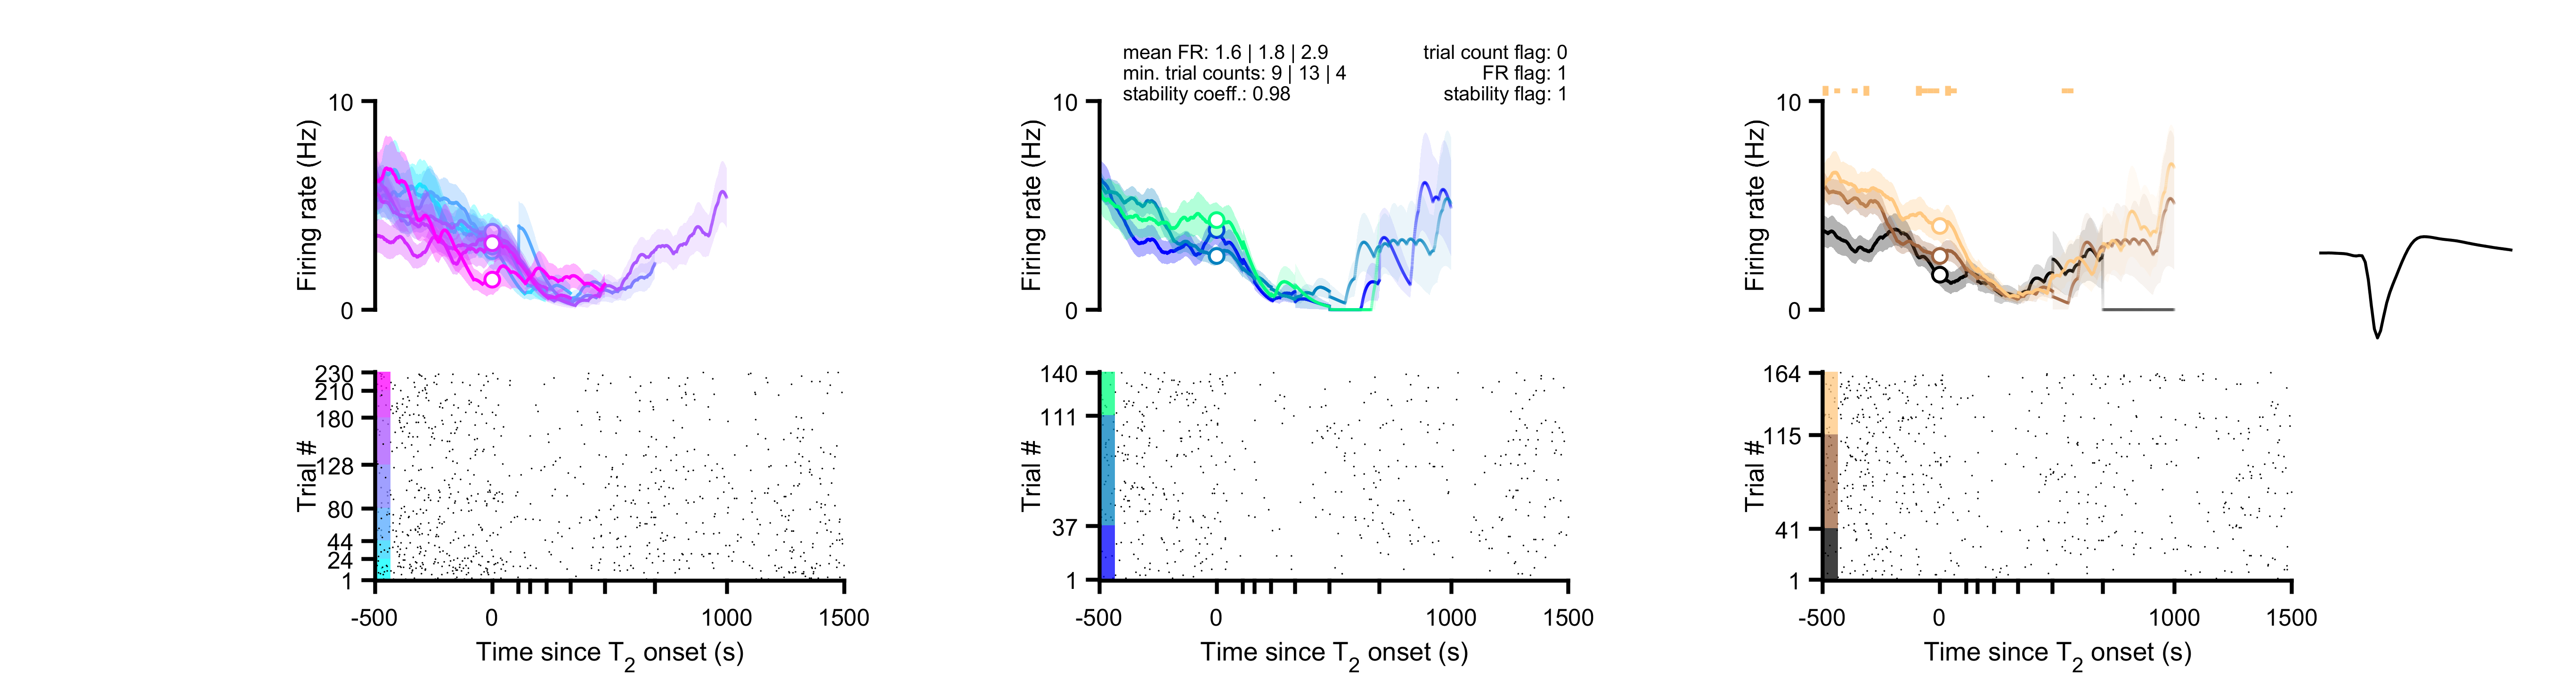 mean FR: 1.6 | 1.8 | 2.9
min. trial counts: 9 | 13 | 4
stability coeff.: 0.98
trial count flag: 0
FR flag: 1
stability flag: 1
10
Firing rate (Hz)
0
10
Firing rate (Hz)
0
10
Firing rate (Hz)
0
230
210
180
128
80
44
24
1
Trial #
-500
0
1000
1500
Time since T2 onset (s)
140
111
37
1
Trial #
-500
0
1000
1500
Time since T2 onset (s)
164
115
41
1
Trial #
-500
0
1000
1500
Time since T2 onset (s)